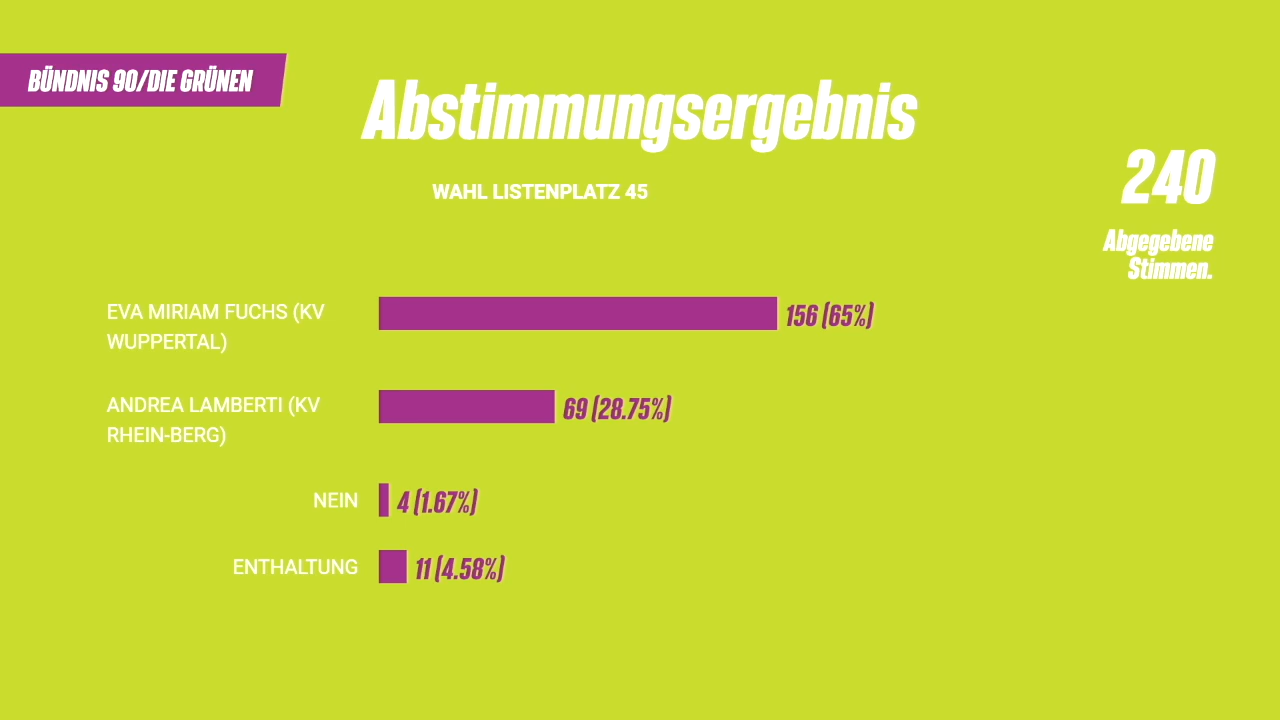 BÜNDNIS 90/DIE GRÜNEN
Abstimmungsergebnis
WAHL LISTENPLATZ 45
240
Abgegebene
Stimmen.
EVA MIRIAM FUCHS (KV
WUPPERTAL)
156 (65%)
ANDREA LAMBERTI (KV
RHEIN-BERG)
69 (28.75%)
NEIN
4 (1.67%)
ENTHALTUNG
11 (4.58%)